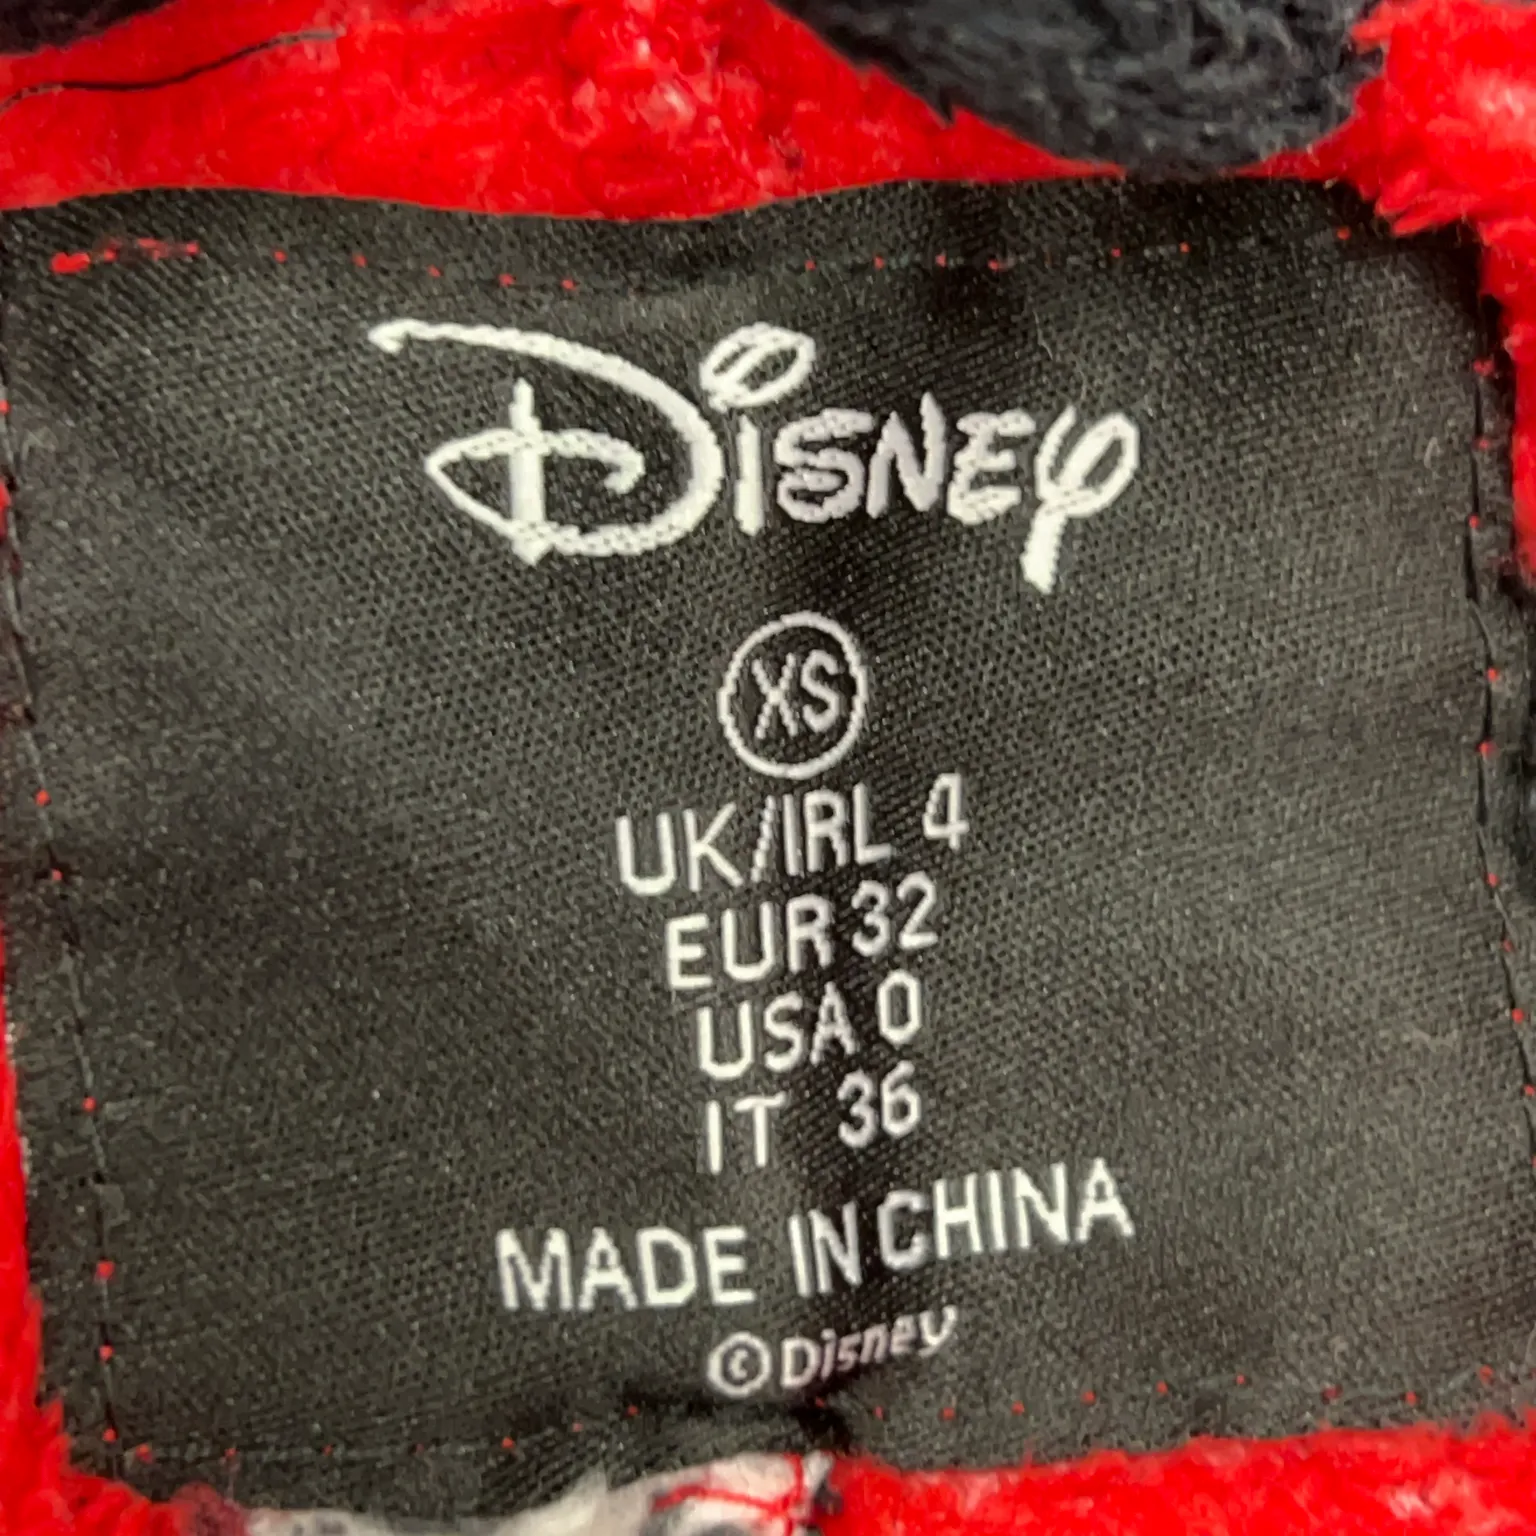 Disney
XS
UK/IRL 4
EUR 32
USA 0
IT 36
MADE IN CHINA
©Disney